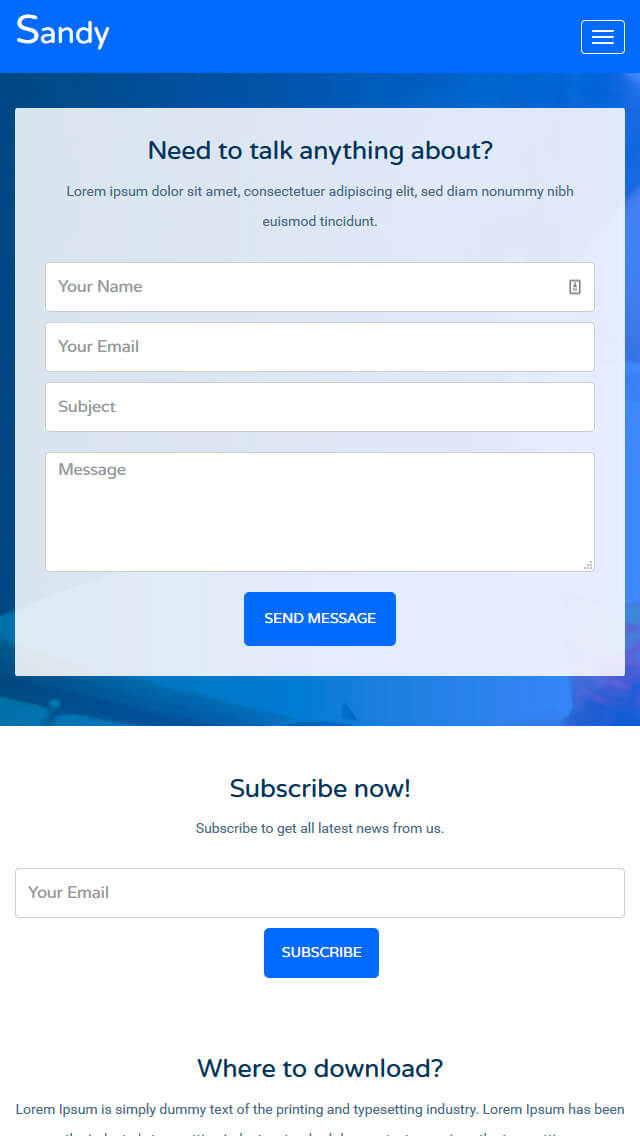 Sandy
Need to talk anything about?
Lorem ipsum dolor sit amet, consectetuer adipiscing elit, sed diam nonummy nibh
euismod tincidunt.
Your Name
Your Email
Subject
Message
SEND MESSAGE
Subscribe now!
Subscribe to get all latest news from us.
Your Email
SUBSCRIBE
Where to download?
Lorem Ipsum is simply dummy text of the printing and typesetting industry. Lorem Ipsum has been